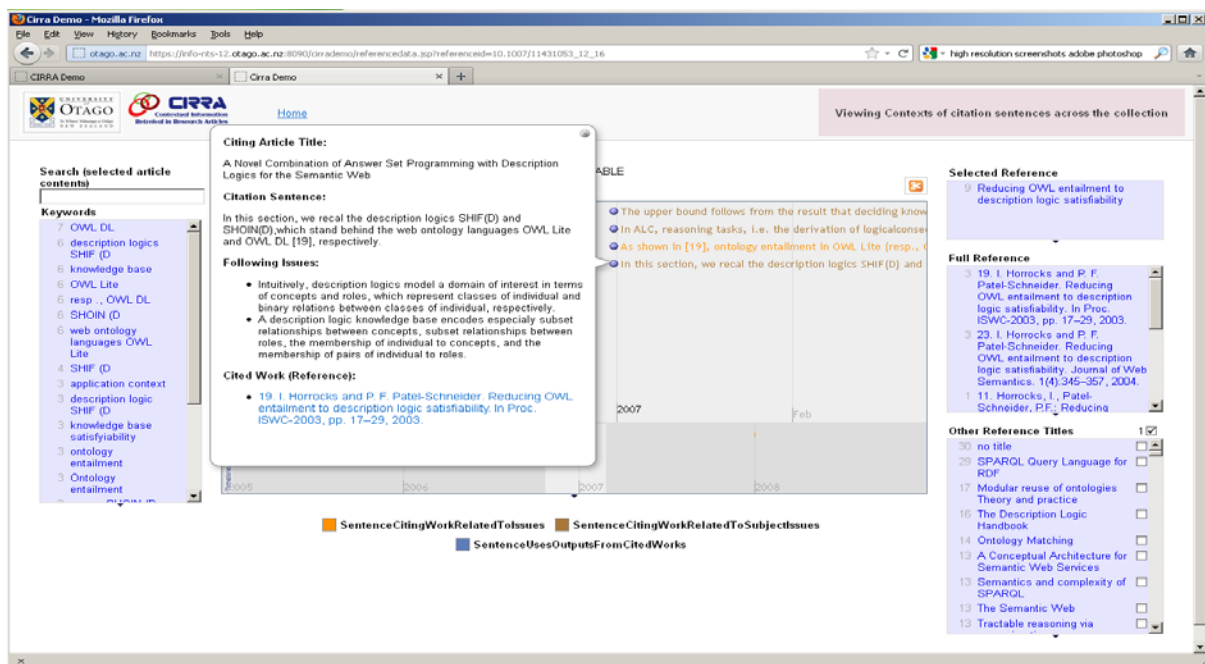 Cirra Demo - Mozilla Firefox
File Edit View History Bookmarks Tools Help
otago.ac.nz https://info-nts-12.otago.ac.nz:8090/cirrademo/referencedata.jsp?referenceid=10.1007/11431053_12_16
high resolution screenshots adobe photoshop
CIRRA Demo
Cirra Demo
UNIVERSITY of
OTAGO
NEW ZEALAND
CIRRA
Contextual Information
Retrieval in Research Articles
Home
Viewing Contexts of citation sentences across the collection
Search (selected article
contents)
Keywords
7 OWL DL
6 description logics
SHIF (D
6 knowledge base
6 OWL Lite
6 resp ., OWL DL
6 SHOIN (D
6 web ontology
languages OWL
Lite
4 SHIF (D
3 application context
3 description logic
SHIF (D
3 knowledge base
satisfyiability
3 ontology
entailment
3 Ontology
entailment
SHOIN (D
Citing Article Title:
A Novel Combination of Answer Set Programming with Description
Logics for the Semantic Web
Citation Sentence:
In this section, we recal the description logics SHIF(D) and
SHOIN(D),which stand behind the web ontology languages OWL Lite
and OWL DL [19], respectively.
Following Issues:
Intuitively, description logics model a domain of interest in terms
of concepts and roles, which represent classes of individual and
binary relations between classes of individual, respectively.
A description logic knowledge base encodes especialy subset
relationships between concepts, subset relationships between
roles, the membership of individual to concepts, and the
membership of pairs of individual to roles.
Cited Work (Reference):
19. I. Horrocks and P. F. Patel-Schneider. Reducing OWL
entailment to description logic satisfiability. In Proc.
ISWC-2003, pp. 17–29, 2003.
ABLE
The upper bound follows from the result that deciding know
In ALC, reasoning tasks, i.e. the derivation of logicalconse
As shown in [19], ontology entailment in OWL Lite (resp., O
In this section, we recal the description logics SHIF(D) and
2007
Feb
Timeline
2005
2006
2007
2008
SentenceCitingWorkRelatedToIssues
SentenceCitingWorkRelatedToSubjectIssues
SentenceUsesOutputsFromCitedWorks
Selected Reference
9 Reducing OWL entailment to
description logic satisfiability
Full Reference
3 19. I. Horrocks and P. F.
Patel-Schneider. Reducing
OWL entailment to description
logic satisfiability. In Proc.
ISWC-2003, pp. 17–29, 2003.
3 23. I. Horrocks and P. F.
Patel-Schneider. Reducing
OWL entailment to description
logic satisfiability. Journal of Web
Semantics. 1(4):345–357, 2004.
1 11. Horrocks, I., Patel-
Schneider, P.F.: Reducing
Other Reference Titles 1
30 no title
29 SPARQL Query Language for
RDF
17 Modular reuse of ontologies
Theory and practice
16 The Description Logic
Handbook
14 Ontology Matching
13 A Conceptual Architecture for
Semantic Web Services
13 Semantics and complexity of
SPARQL
13 The Semantic Web
13 Tractable reasoning via